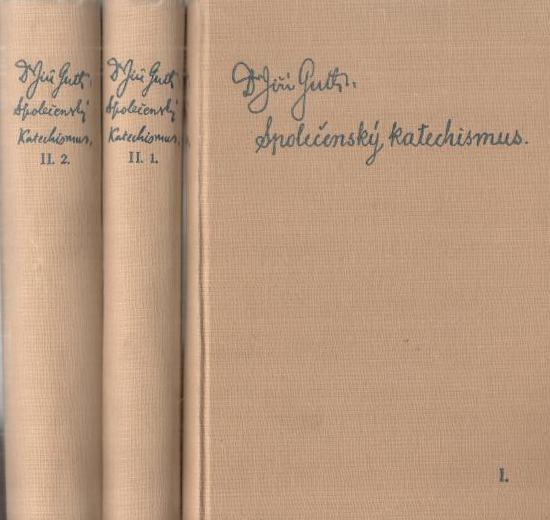 Dr Jiří Guth:
Společenský
Katechismus,
II. 2.
Dr Jiří Guth:
Společenský
Katechismus,
II. 1.
Dr Jiří Guth:
Společenský katechismus.
I.